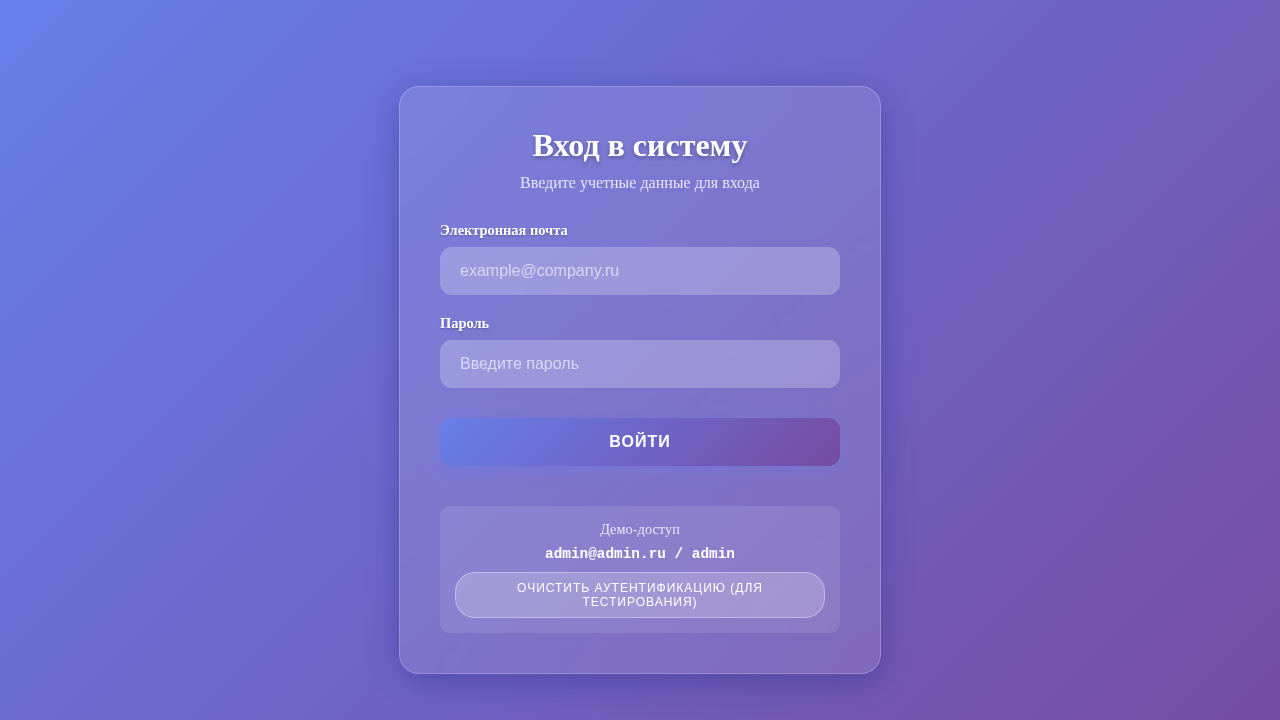 Вход в систему
Введите учетные данные для входа
Электронная почта
example@company.ru
Пароль
Введите пароль
ВОЙТИ
Демо-доступ
admin@admin.ru / admin
ОЧИСТИТЬ АУТЕНТИФИКАЦИЮ (ДЛЯ
ТЕСТИРОВАНИЯ)